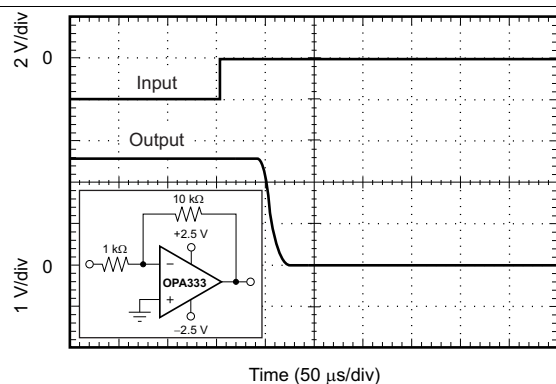 2 V/div
0
Input
Output
10 kΩ
+2.5 V
1 kΩ
−
OPA333
+
−2.5 V
0
1 V/div
Time (50 μs/div)